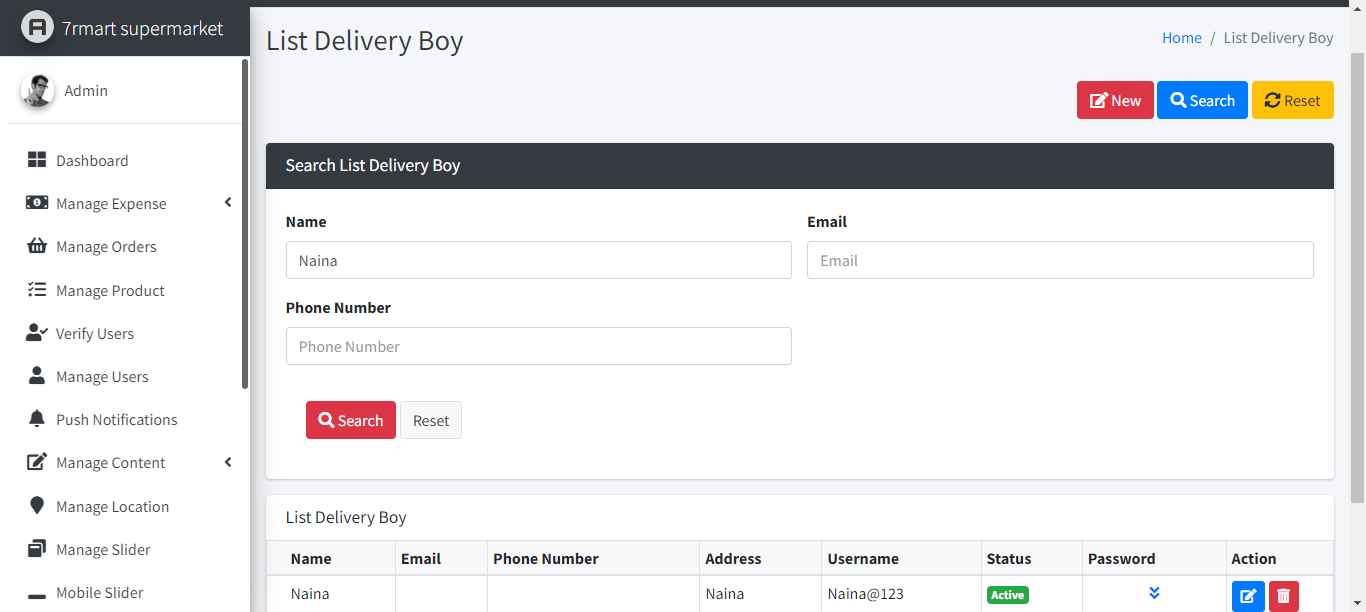 7rmart supermarket
Admin
Dashboard
Manage Expense
Manage Orders
Manage Product
Verify Users
Manage Users
Push Notifications
Manage Content
Manage Location
Manage Slider
Mobile Slider
List Delivery Boy
Home / List Delivery Boy
New Search Reset
Search List Delivery Boy
Name Email
Naina Email
Phone Number
Phone Number
Search Reset
List Delivery Boy
Name Email Phone Number Address Username Status Password Action
Naina Naina Naina@123 Active